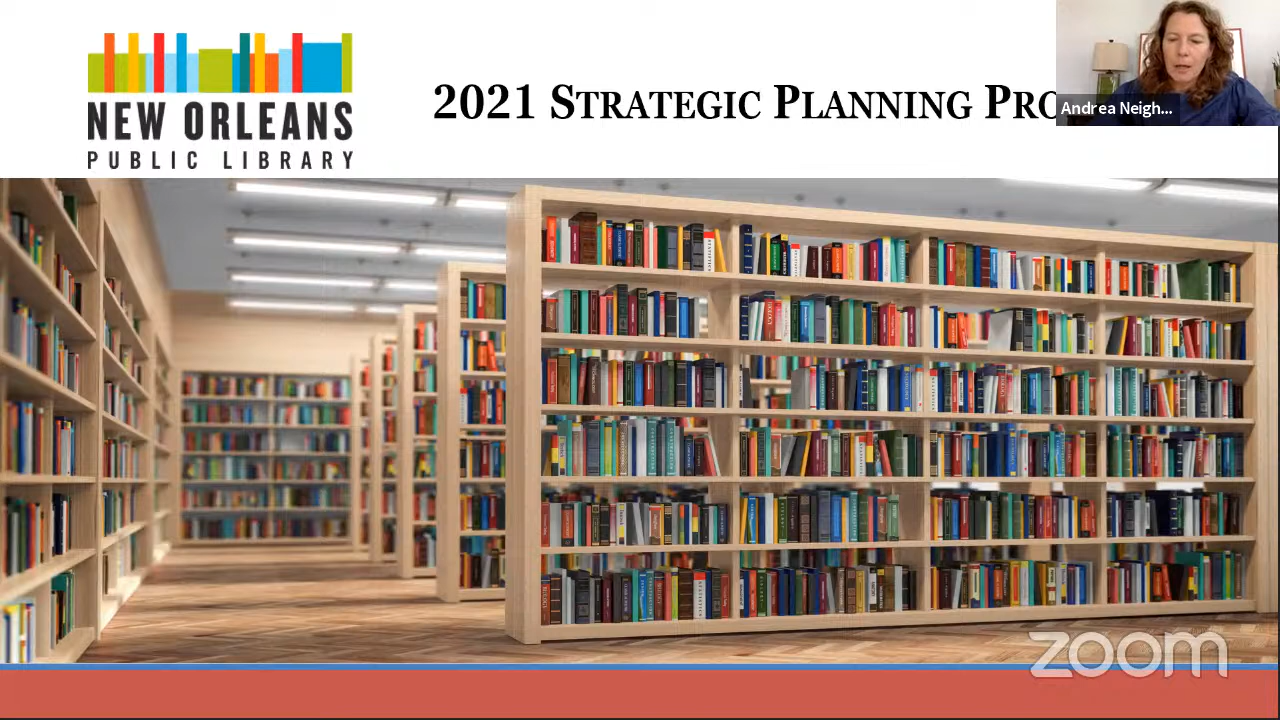 NEW ORLEANS
PUBLIC LIBRARY
2021 STRATEGIC PLANNING PRO
Andrea Neigh...
zoom